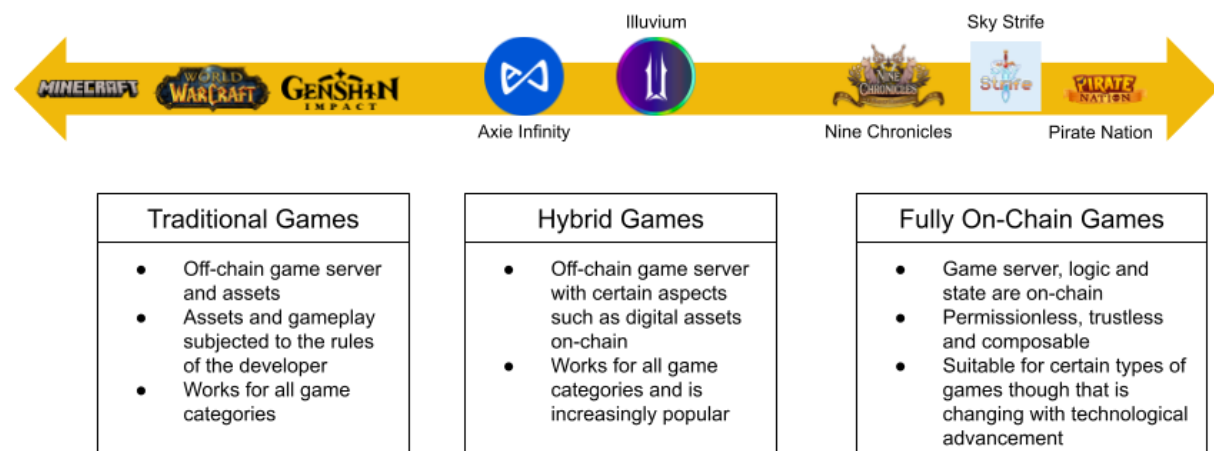 Illuvium
Sky Strife
MINECRAFT
WORLD
WARCRAFT
GENSHIN
IMPACT
NINE
CHRONICLES
Strife
PIRATE
NATION
Axie Infinity
Nine Chronicles
Pirate Nation
Traditional Games
● Off-chain game server
and assets
● Assets and gameplay
subjected to the rules
of the developer
● Works for all game
categories
Hybrid Games
● Off-chain game server
with certain aspects
such as digital assets
on-chain
● Works for all game
categories and is
increasingly popular
Fully On-Chain Games
● Game server, logic and
state are on-chain
● Permissionless, trustless
and composable
● Suitable for certain types of
games though that is
changing with technological
advancement